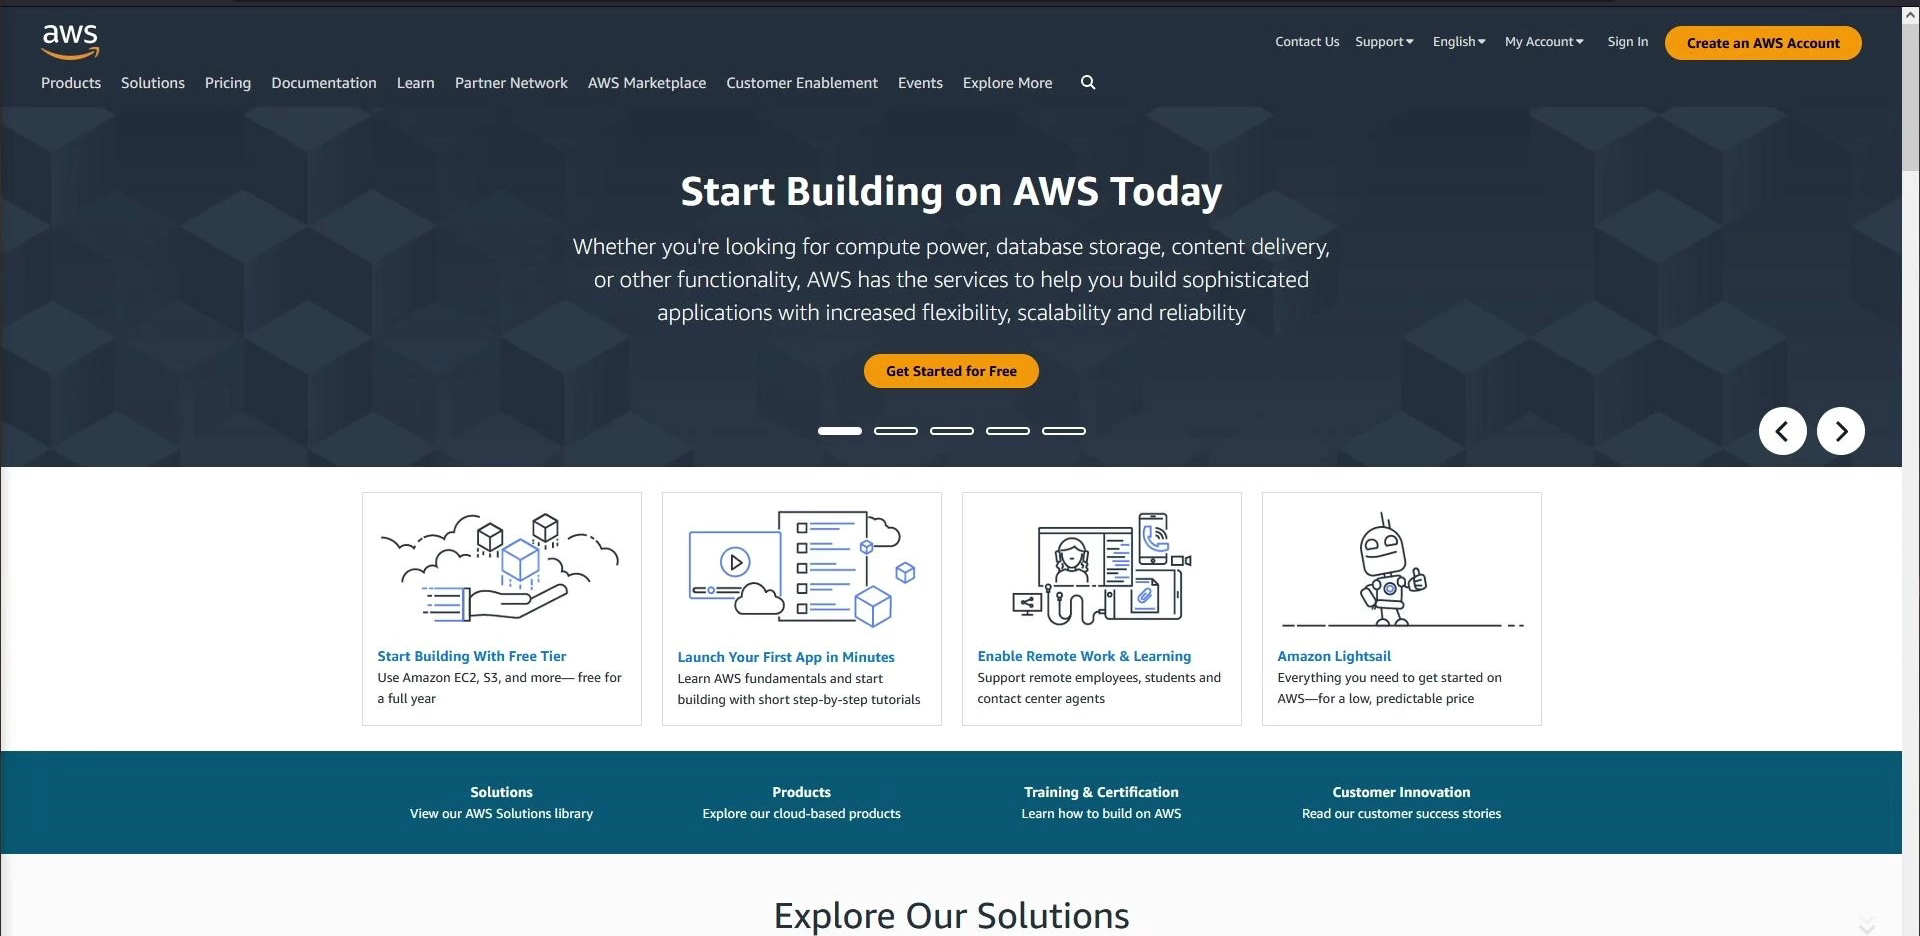 aws
Contact Us Support English My Account Sign In Create an AWS Account
Products Solutions Pricing Documentation Learn Partner Network AWS Marketplace Customer Enablement Events Explore More
Start Building on AWS Today
Whether you're looking for compute power, database storage, content delivery,
or other functionality, AWS has the services to help you build sophisticated
applications with increased flexibility, scalability and reliability
Get Started for Free
Start Building With Free Tier
Use Amazon EC2, S3, and more— free for
a full year
Launch Your First App in Minutes
Learn AWS fundamentals and start
building with short step-by-step tutorials
Enable Remote Work & Learning
Support remote employees, students and
contact center agents
Amazon Lightsail
Everything you need to get started on
AWS—for a low, predictable price
Solutions
View our AWS Solutions library
Products
Explore our cloud-based products
Training & Certification
Learn how to build on AWS
Customer Innovation
Read our customer success stories
Explore Our Solutions